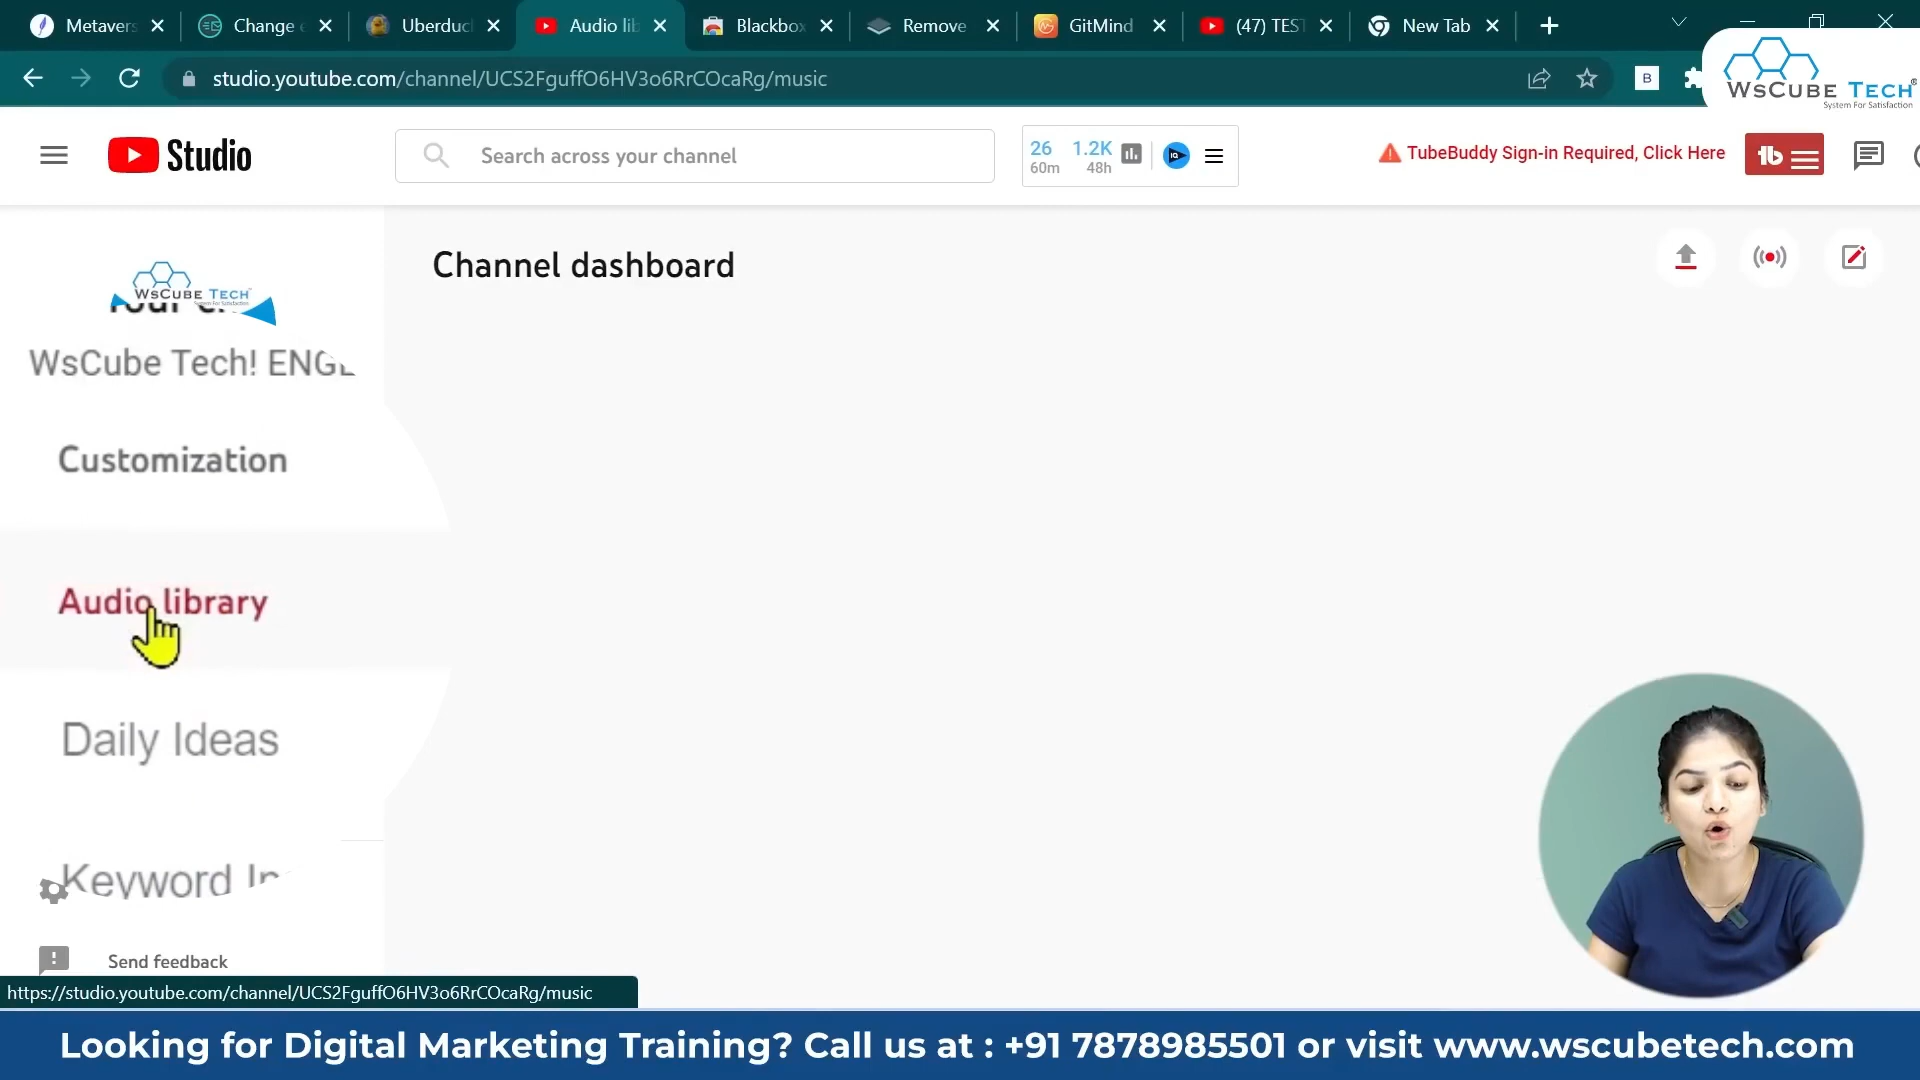 Metavers
Change e
Uberduc
Audio lib
Blackbox
Remove
GitMind
(47) TEST
New Tab
studio.youtube.com/channel/UCS2FguffO6HV3o6RrCOcaRg/music
B
WsCube Tech®
System For Satisfaction
Studio
Search across your channel
26 1.2K
60m 48h
TubeBuddy Sign-in Required, Click Here
Channel dashboard
WsCube Tech
WsCube Tech! ENGL
Customization
Audio library
Daily Ideas
Keyword
Send feedback
https://studio.youtube.com/channel/UCS2FguffO6HV3o6RrCOcaRg/music
Looking for Digital Marketing Training? Call us at : +91 7878985501 or visit www.wscubetech.com